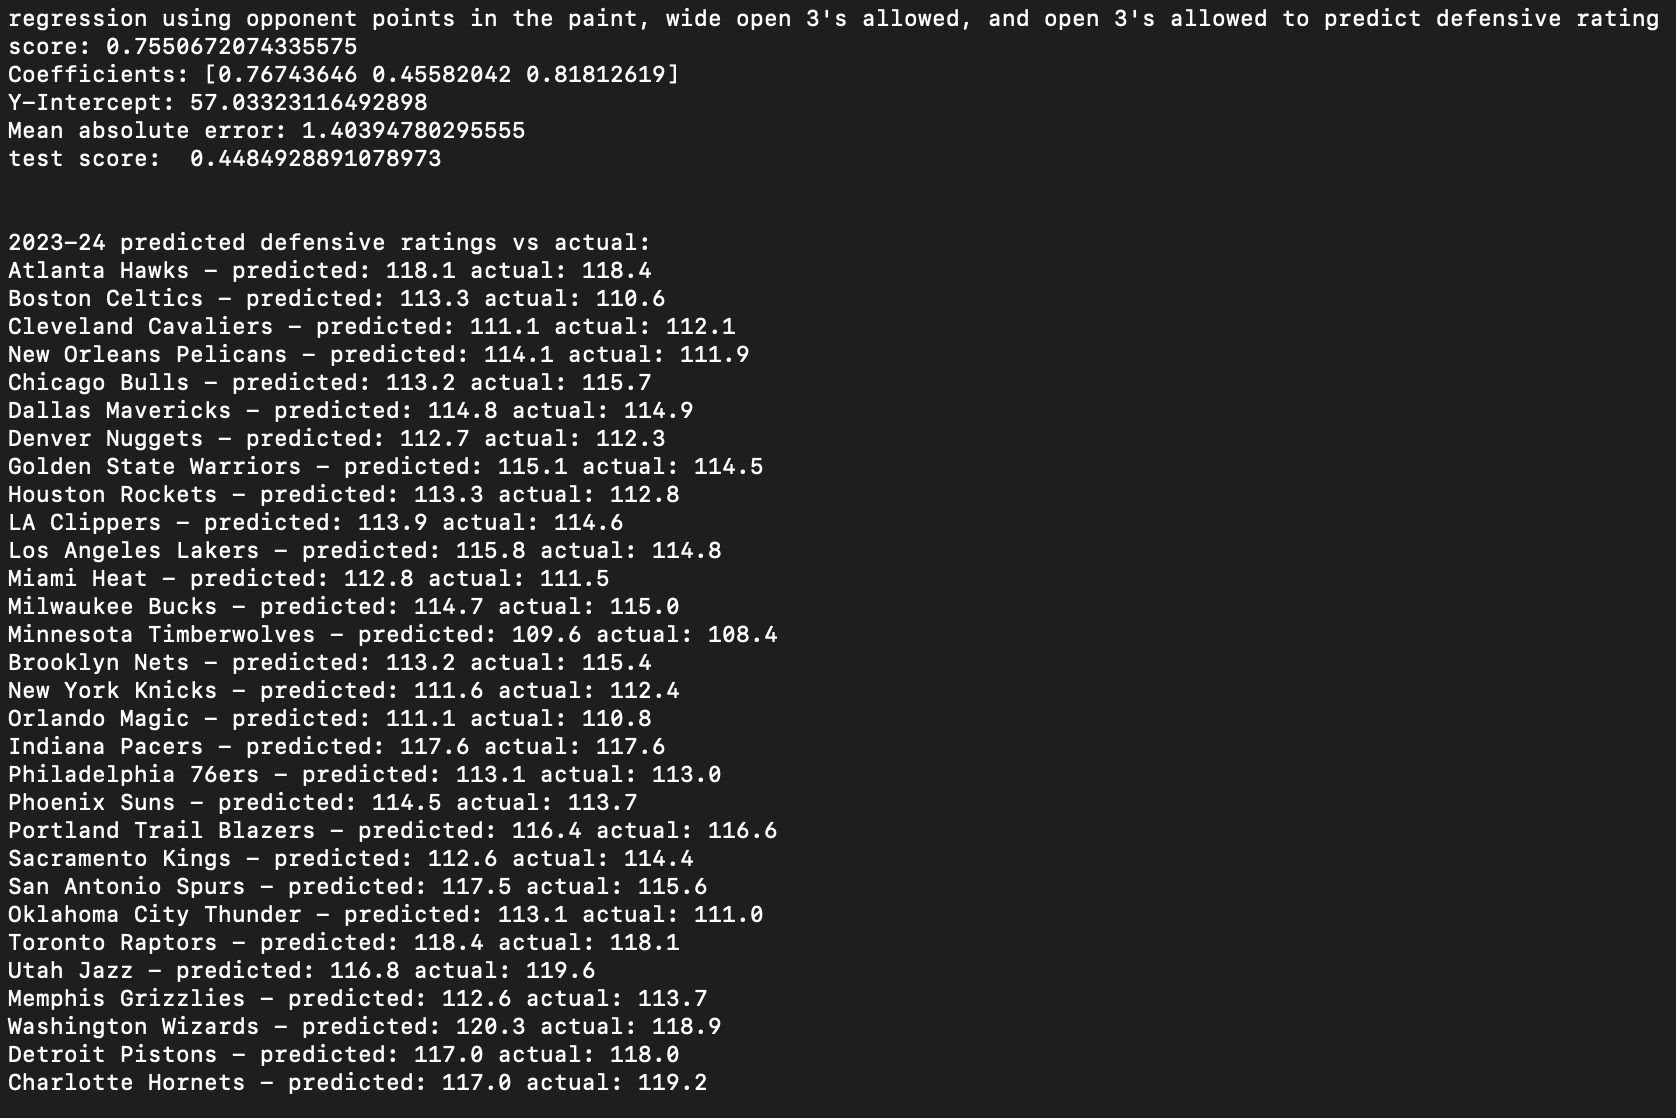 regression using opponent points in the paint, wide open 3's allowed, and open 3's allowed to predict defensive rating
score: 0.7550672074335575
Coefficients: [0.76743646 0.45582042 0.81812619]
Y-Intercept: 57.03323116492898
Mean absolute error: 1.40394780295555
test score:  0.4484928891078973
2023-24 predicted defensive ratings vs actual:
Atlanta Hawks - predicted: 118.1 actual: 118.4
Boston Celtics - predicted: 113.3 actual: 110.6
Cleveland Cavaliers - predicted: 111.1 actual: 112.1
New Orleans Pelicans - predicted: 114.1 actual: 111.9
Chicago Bulls - predicted: 113.2 actual: 115.7
Dallas Mavericks - predicted: 114.8 actual: 114.9
Denver Nuggets - predicted: 112.7 actual: 112.3
Golden State Warriors - predicted: 115.1 actual: 114.5
Houston Rockets - predicted: 113.3 actual: 112.8
LA Clippers - predicted: 113.9 actual: 114.6
Los Angeles Lakers - predicted: 115.8 actual: 114.8
Miami Heat - predicted: 112.8 actual: 111.5
Milwaukee Bucks - predicted: 114.7 actual: 115.0
Minnesota Timberwolves - predicted: 109.6 actual: 108.4
Brooklyn Nets - predicted: 113.2 actual: 115.4
New York Knicks - predicted: 111.6 actual: 112.4
Orlando Magic - predicted: 111.1 actual: 110.8
Indiana Pacers - predicted: 117.6 actual: 117.6
Philadelphia 76ers - predicted: 113.1 actual: 113.0
Phoenix Suns - predicted: 114.5 actual: 113.7
Portland Trail Blazers - predicted: 116.4 actual: 116.6
Sacramento Kings - predicted: 112.6 actual: 114.4
San Antonio Spurs - predicted: 117.5 actual: 115.6
Oklahoma City Thunder - predicted: 113.1 actual: 111.0
Toronto Raptors - predicted: 118.4 actual: 118.1
Utah Jazz - predicted: 116.8 actual: 119.6
Memphis Grizzlies - predicted: 112.6 actual: 113.7
Washington Wizards - predicted: 120.3 actual: 118.9
Detroit Pistons - predicted: 117.0 actual: 118.0
Charlotte Hornets - predicted: 117.0 actual: 119.2